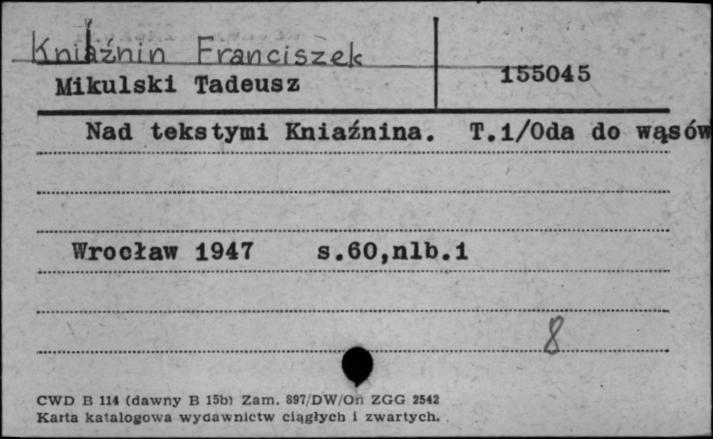 Kniaźnin Franciszek
Mikulski Tadeusz
155045
Nad tekstymi Kniaźnina. T.1/Oda do wąsów
Wrocław 1947 s.60,nlb.1
8
CWD B 114 (dawny B 15b) Zam. 897/DW/On ZGG 2542
Karta katalogowa wydawnictw ciągłych i zwartych.